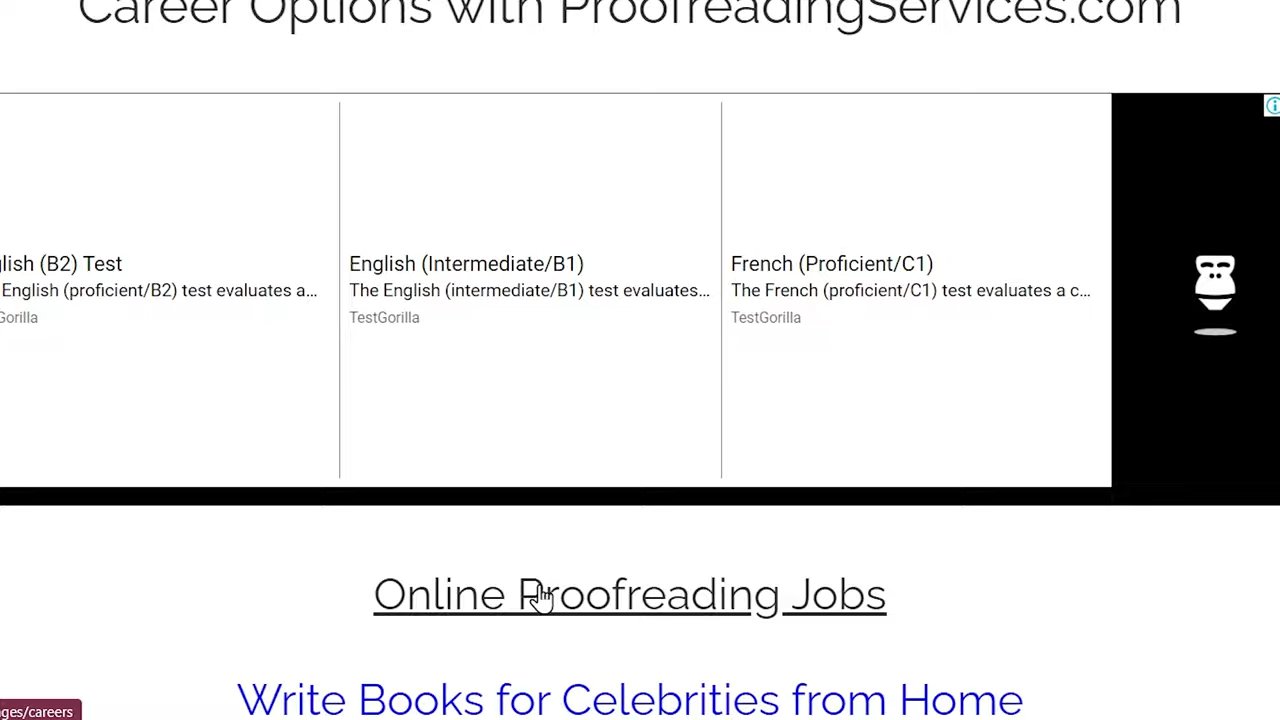 Career Options with ProofreadingServices.com
lish (B2) Test
English (proficient/B2) test evaluates a...
Gorilla
English (Intermediate/B1)
The English (intermediate/B1) test evaluates...
TestGorilla
French (Proficient/C1)
The French (proficient/C1) test evaluates a c...
TestGorilla
Online Proofreading Jobs
Write Books for Celebrities from Home
ges/careers